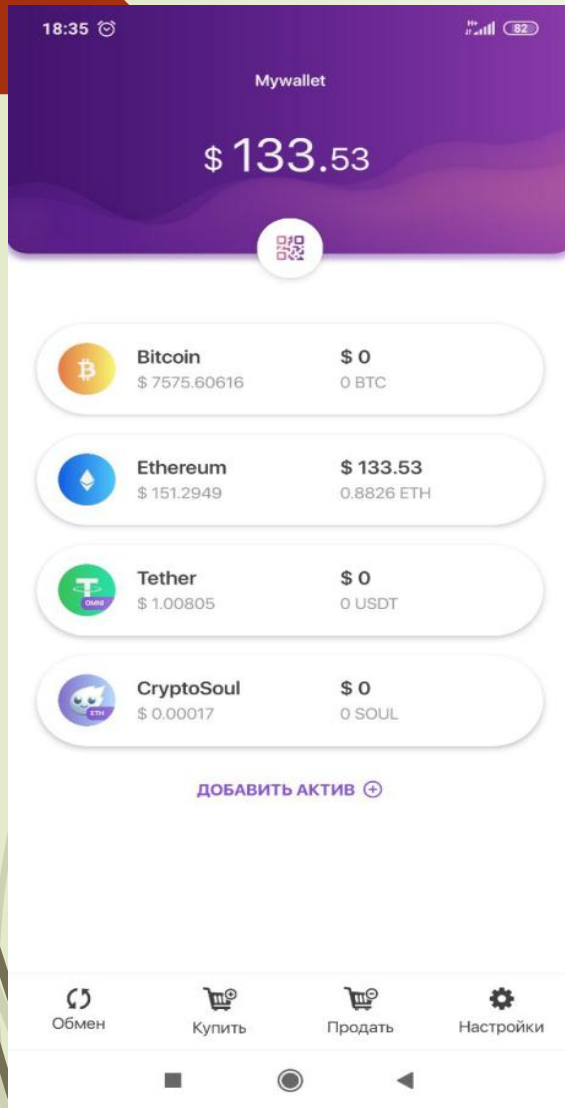 18:35
82
Mywallet
$ 133.53
Bitcoin $ 0
$ 7575.60616 0 BTC
Ethereum $ 133.53
$ 151.2949 0.8826 ETH
Tether $ 0
OMNI
$ 1.00805 0 USDT
CryptoSoul $ 0
ETH
$ 0.00017 0 SOUL
ДОБАВИТЬ АКТИВ
Обмен Купить Продать Настройки